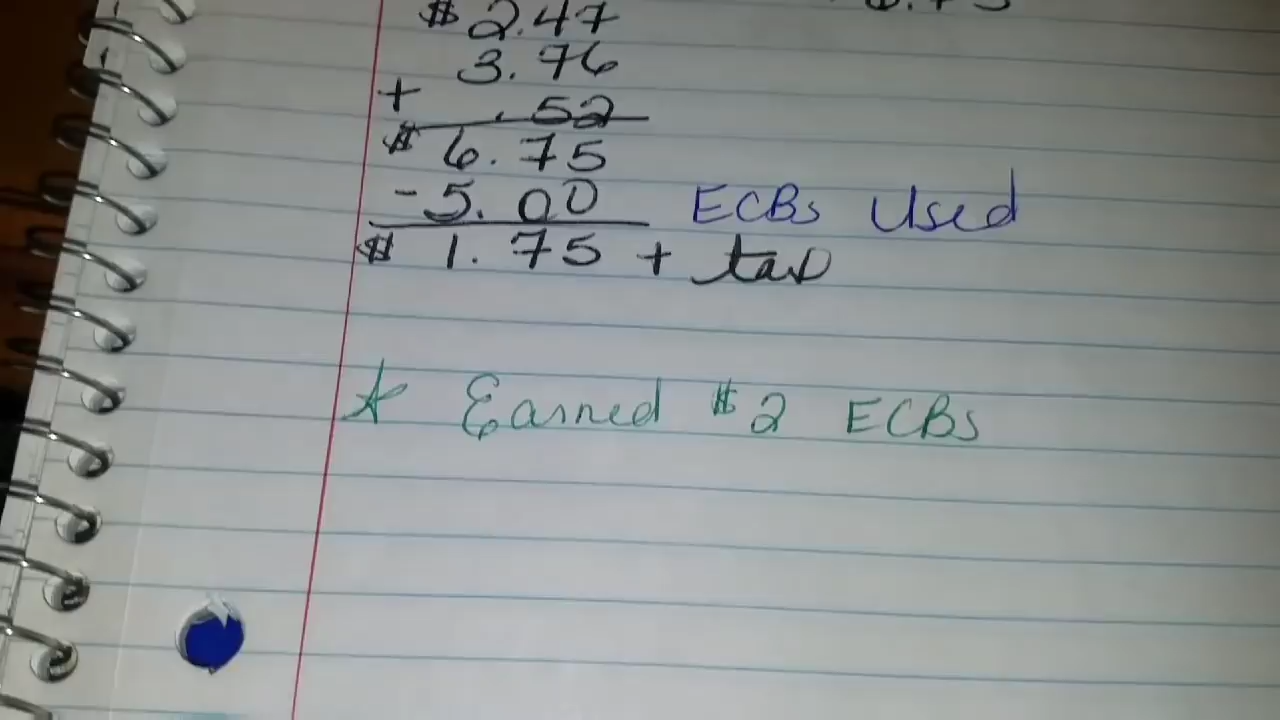 $ 2.47
3.76
+ .52
$ 6.75
- 5.00 ECBs Used
$ 1.75 + tax
* Earned $2 ECBs